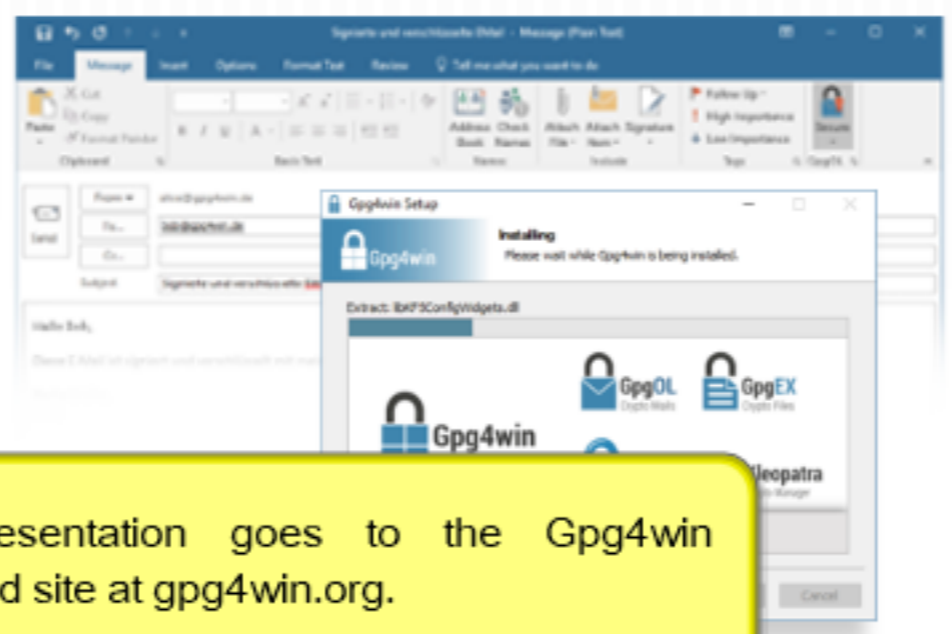 Signierte und verschlüsselte EMail - Message (Plain Text)
File Message Insert Options Format Text Review Tell me what you want to do
Cut
Copy
Paste Format Painter
Address Book Check Names Attach File Attach Item Signature
Follow Up
High Importance
Low Importance
Secure
Clipboard Basic Text Names Include Tags GpgOL
To...
Cc...
Send
Subject
Hallo Bob,
Gpg4win Setup
Gpg4win
Installing
Please wait while Gpg4win is being installed.
GpgOL
Crypto Mails
GpgEX
Crypto Files
Gpg4win
leopatra
Cancel
esentation goes to the Gpg4win
d site at gpg4win.org.